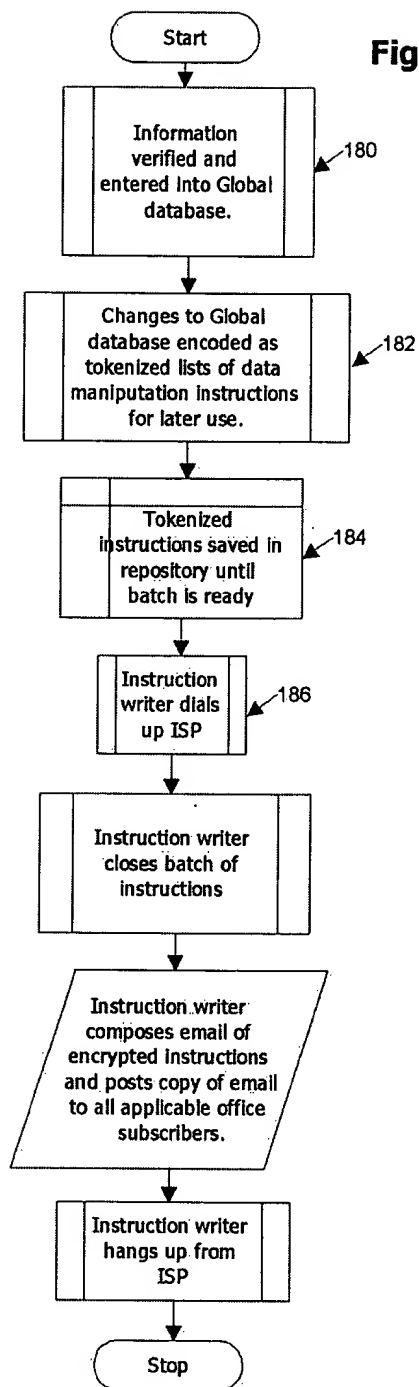 Start
Fig
Information
verified and
entered into Global
database.
180
Changes to Global
database encoded as
tokenized lists of data
maniputation instructions
for later use.
182
Tokenized
instructions saved in
repository until
batch is ready
184
Instruction
writer dials
up ISP
186
Instruction writer
closes batch of
instructions
Instruction writer
composes email of
encrypted instructions
and posts copy of email
to all applicable office
subscribers.
Instruction writer
hangs up from
ISP
Stop